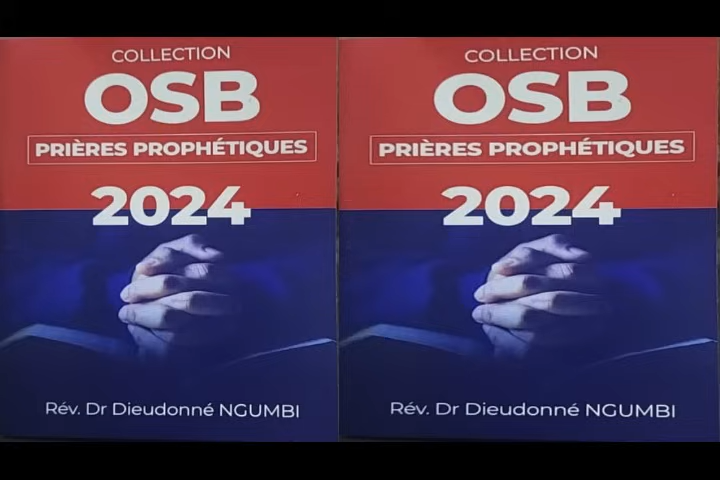 COLLECTION
OSB
PRIÈRES PROPHÉTIQUES
2024
Rév. Dr Dieudonné NGUMBI
COLLECTION
OSB
PRIÈRES PROPHÉTIQUES
2024
Rév. Dr Dieudonné NGUMBI